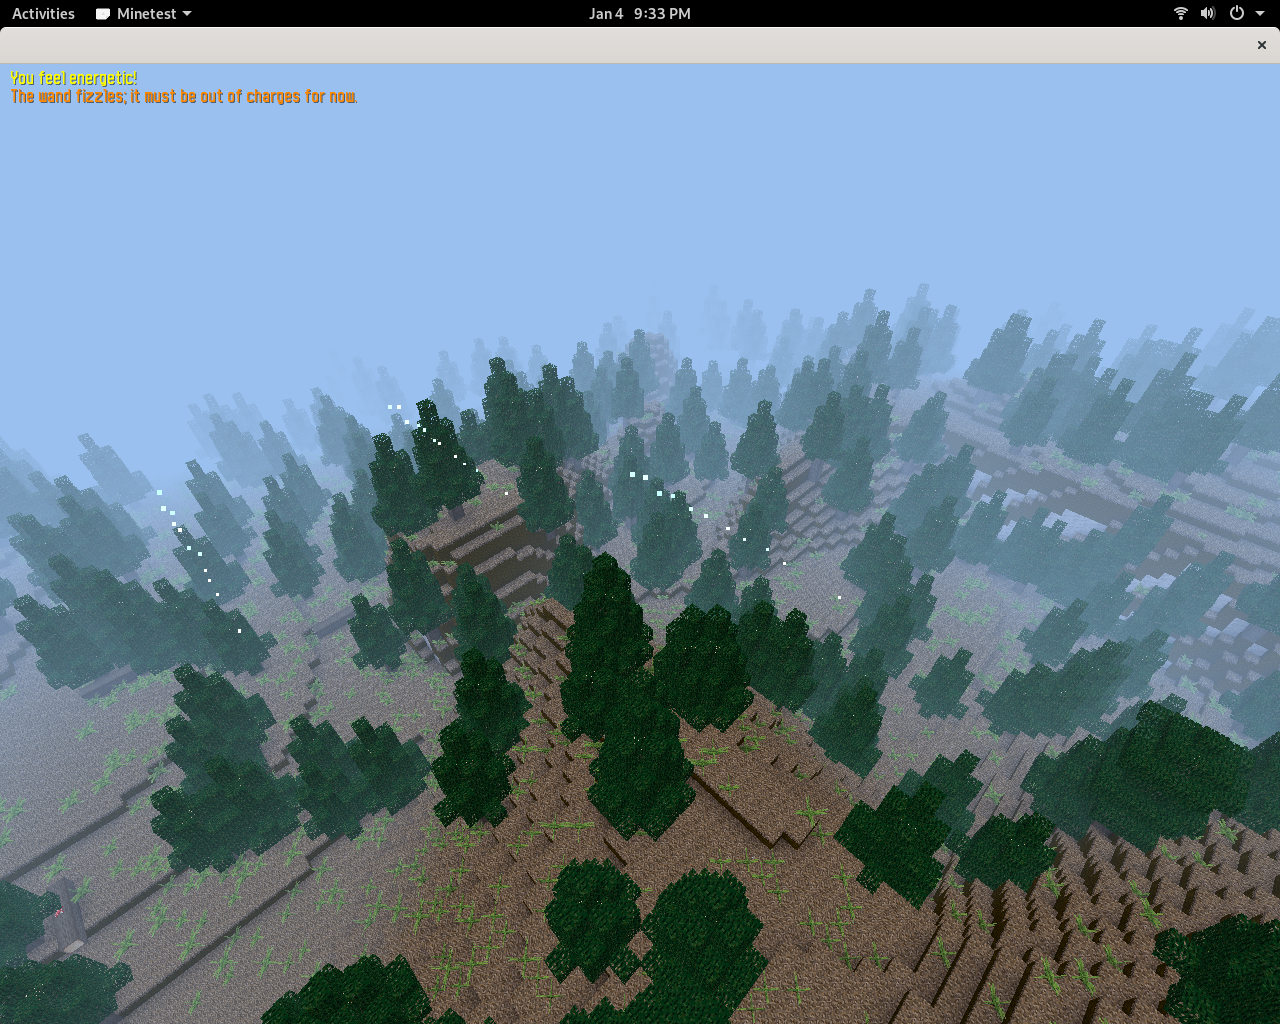 Activities
Minetest
Jan 4 9:33 PM
You feel energetic!
The wand fizzles; it must be out of charges for now.